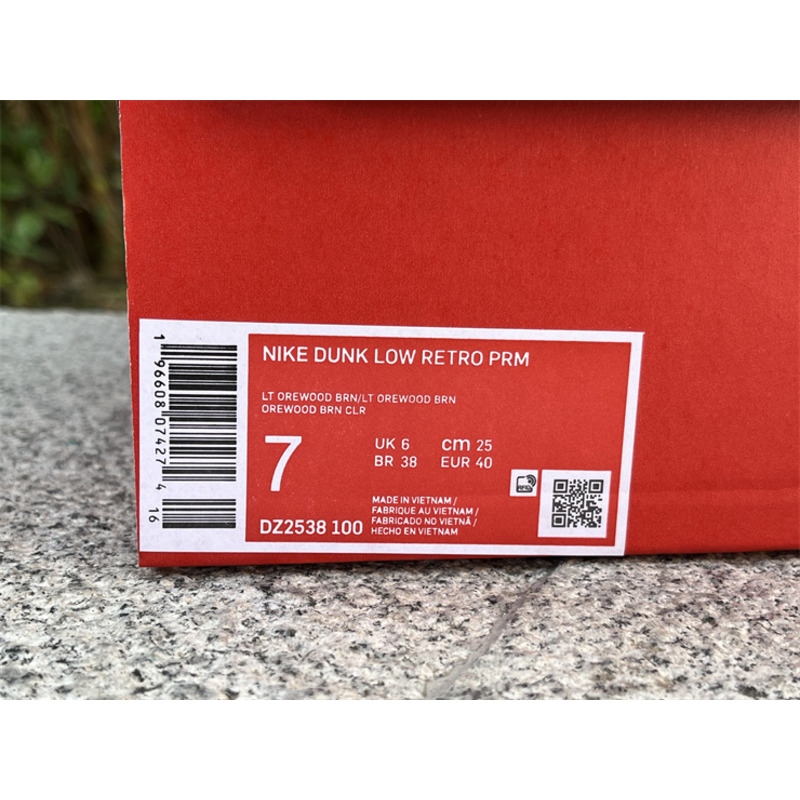 NIKE DUNK LOW RETRO PRM
LT OREWOOD BRN/LT OREWOOD BRN
OREWOOD BRN CLR
7
UK 6 cm 25
BR 38 EUR 40
MADE IN VIETNAM /
FABRIQUE AU VIETNAM /
FABRICADO NO VIETNÃ /
HECHO EN VIETNAM
DZ2538 100
RFID
1 96608 07427 4
16